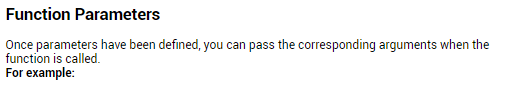 Function Parameters
Once parameters have been defined, you can pass the corresponding arguments when the
function is called.
For example: